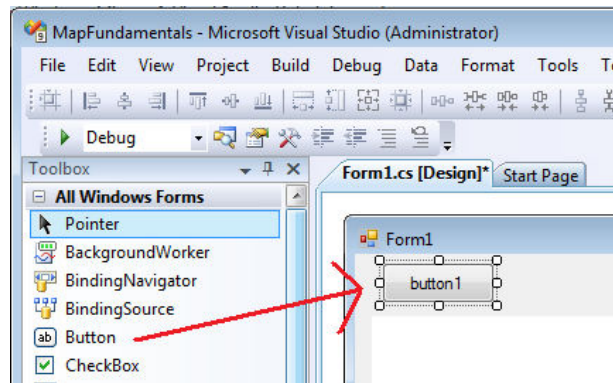 MapFundamentals - Microsoft Visual Studio (Administrator)
File Edit View Project Build Debug Data Format Tools
Debug
Toolbox
Form1.cs [Design]* Start Page
All Windows Forms
Pointer
Form1
BackgroundWorker
BindingNavigator
button1
BindingSource
ab Button
CheckBox